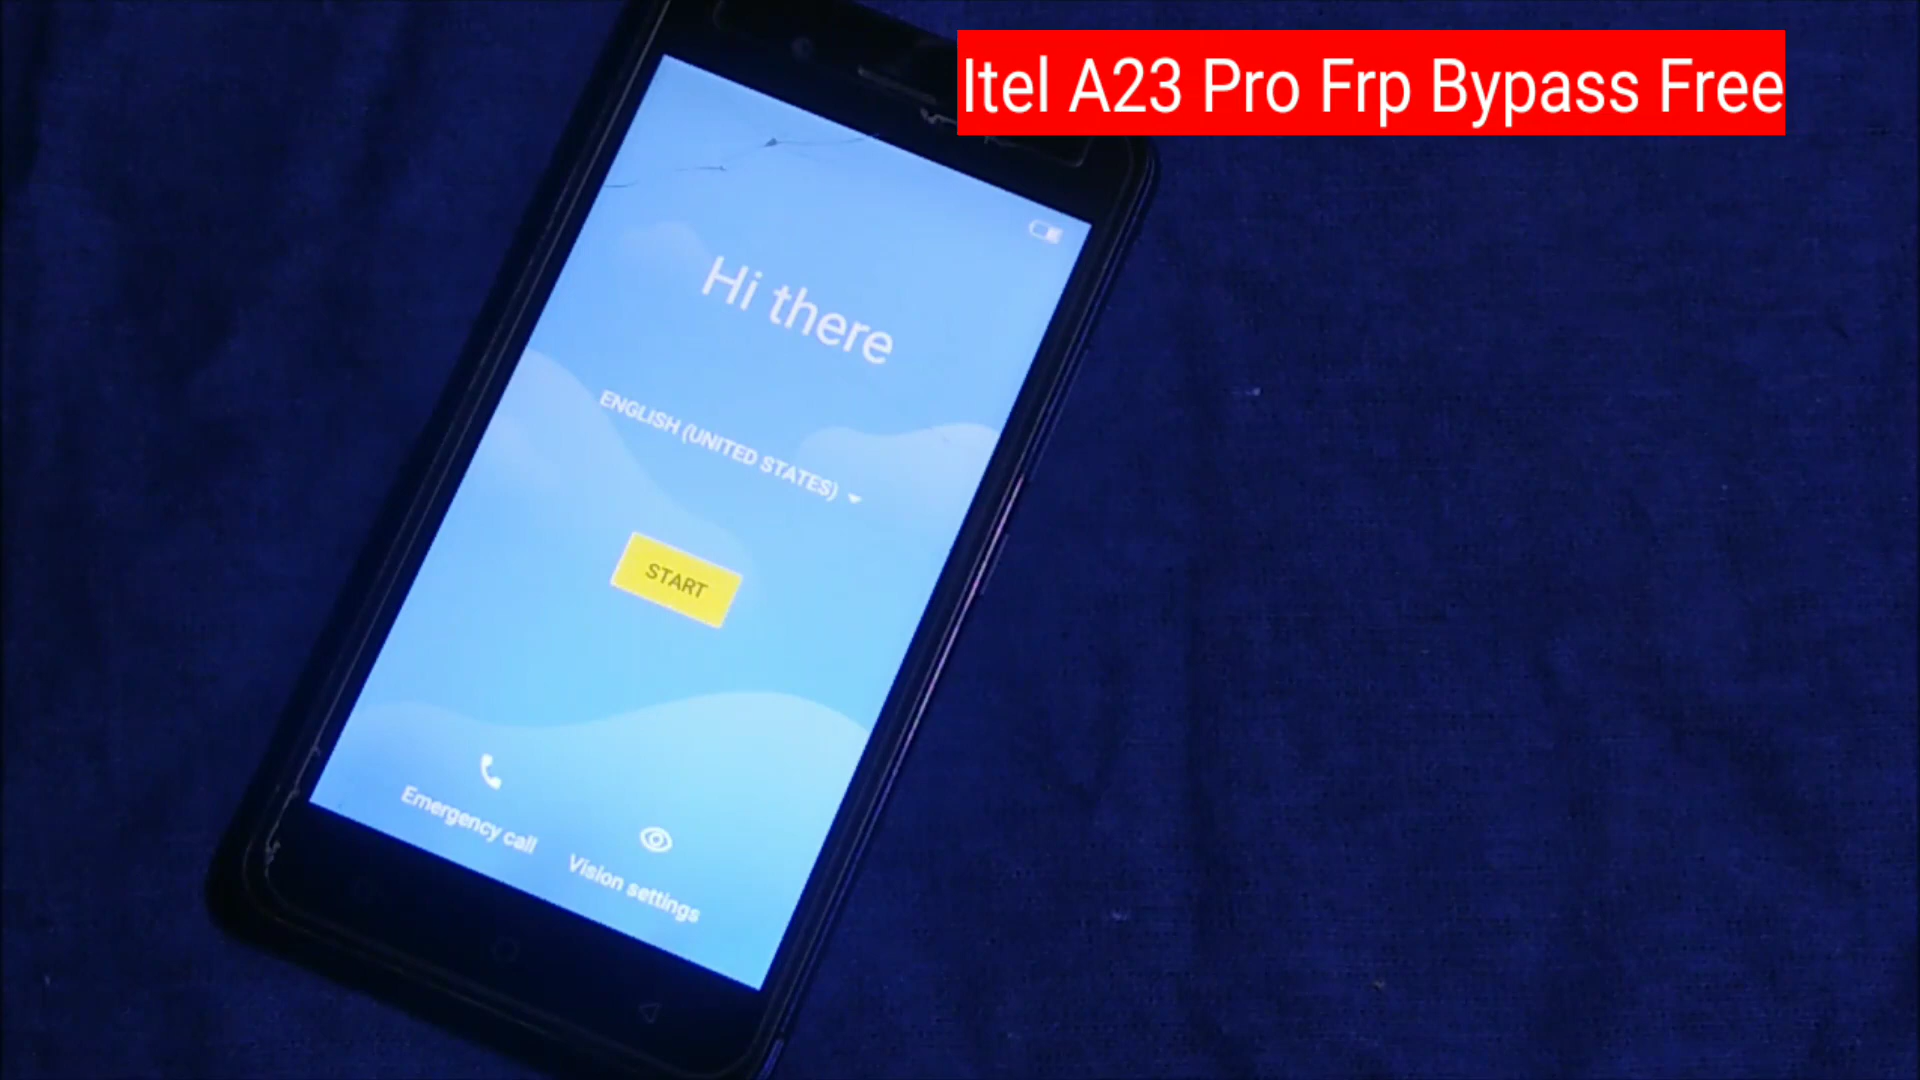 Itel A23 Pro Frp Bypass Free
Hi there
ENGLISH (UNITED STATES)
START
Emergency call
Vision settings